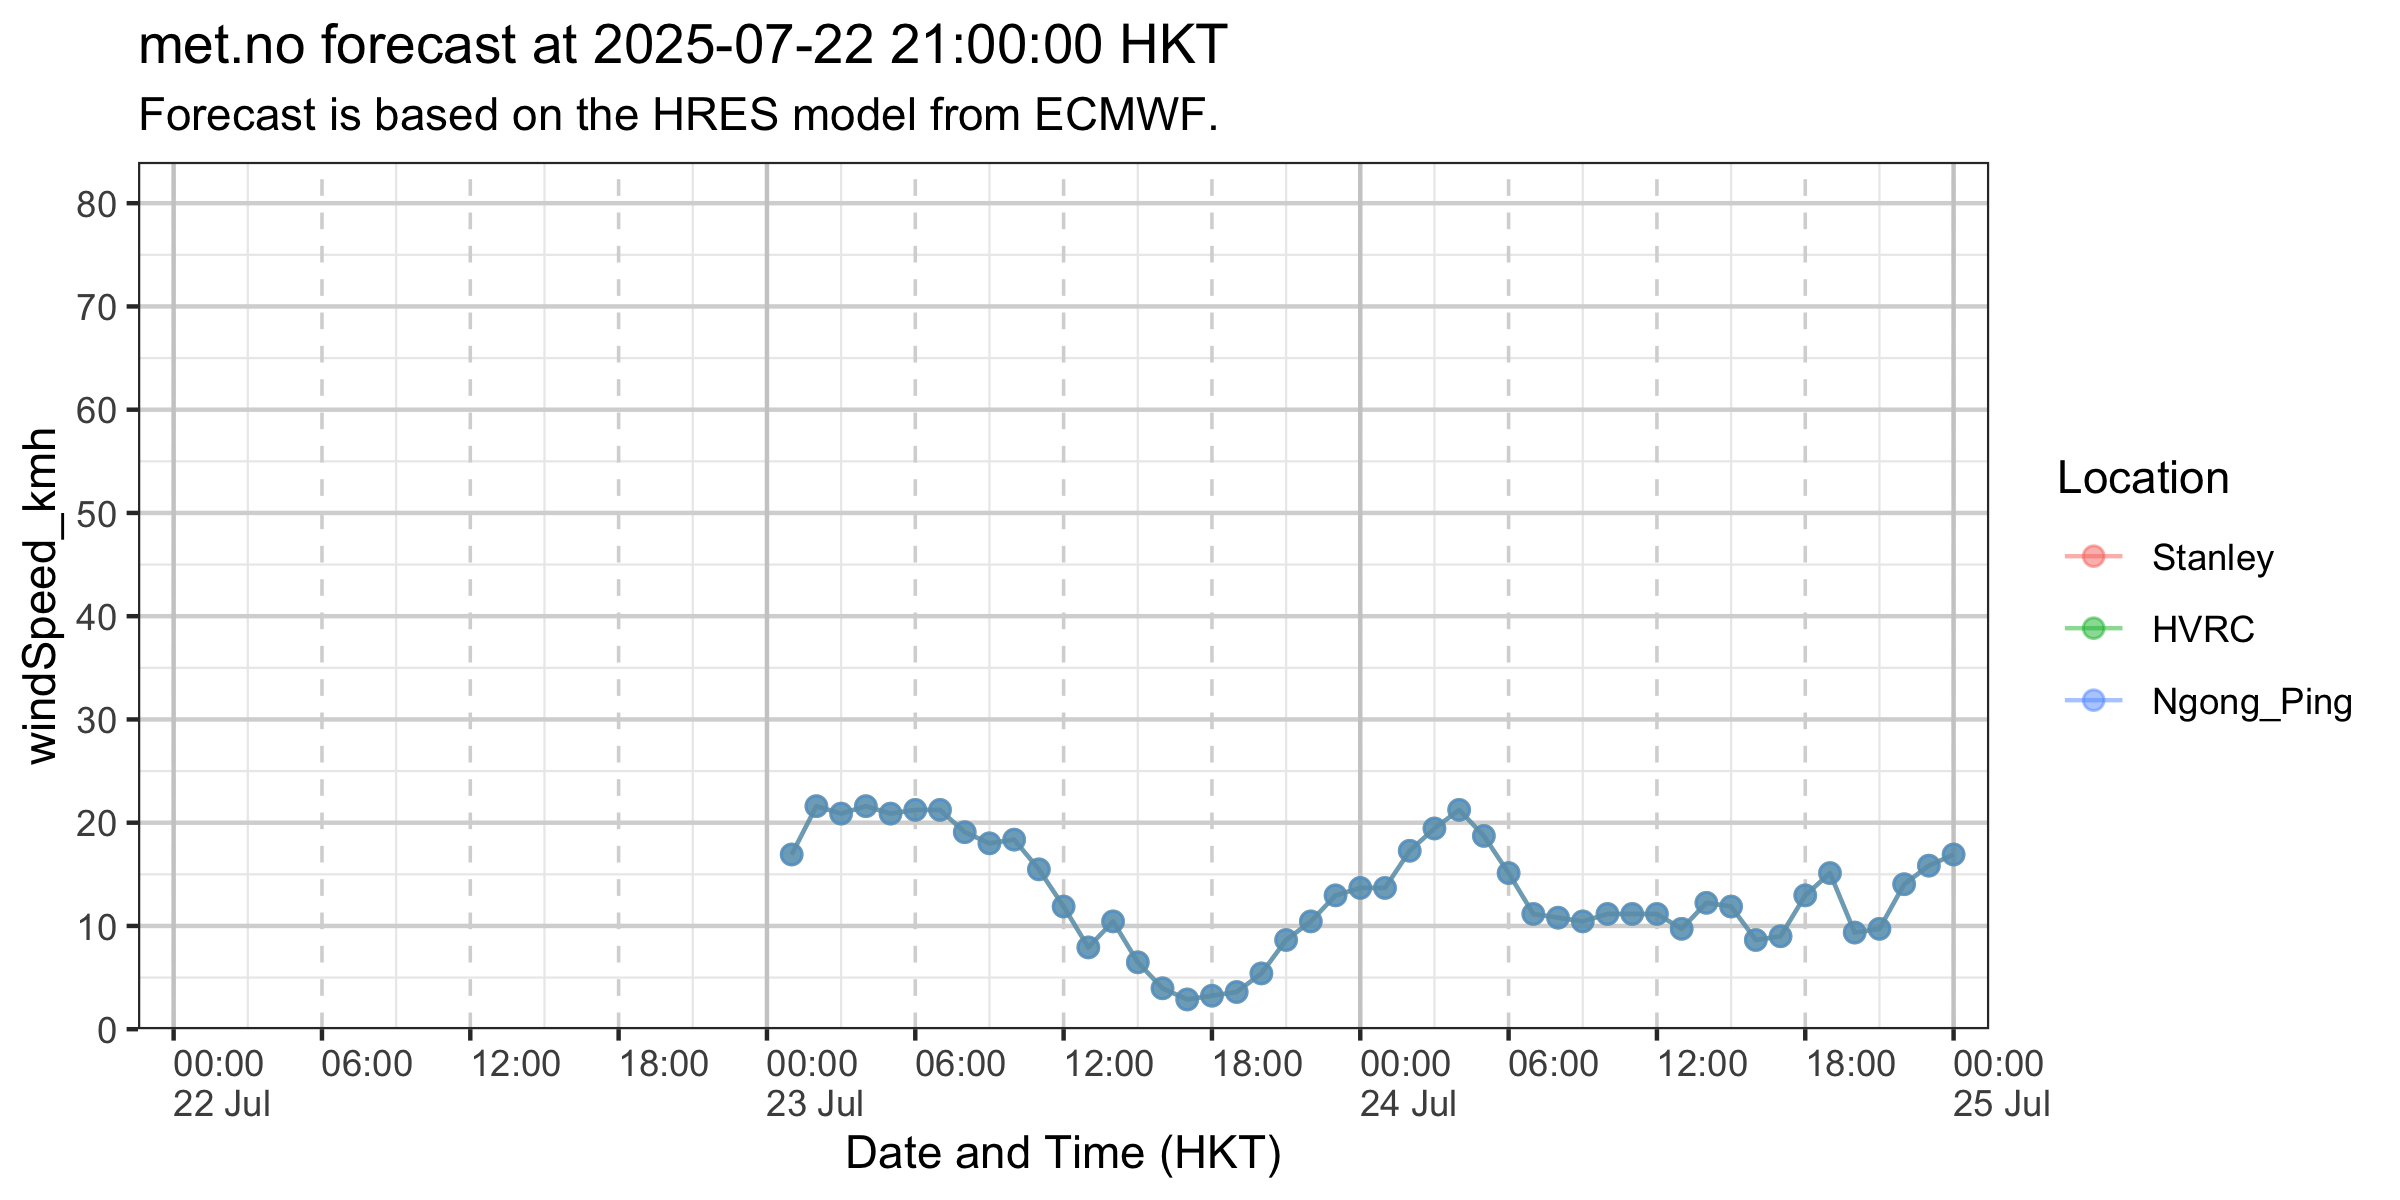 met.no forecast at 2025-07-22 21:00:00 HKT
Forecast is based on the HRES model from ECMWF.
windSpeed_kmh
80
70
60
50
40
30
20
10
0
00:00 06:00 12:00 18:00 00:00 06:00 12:00 18:00 00:00 06:00 12:00 18:00 00:00
22 Jul 23 Jul 24 Jul 25 Jul
Date and Time (HKT)
Location
Stanley
HVRC
Ngong_Ping